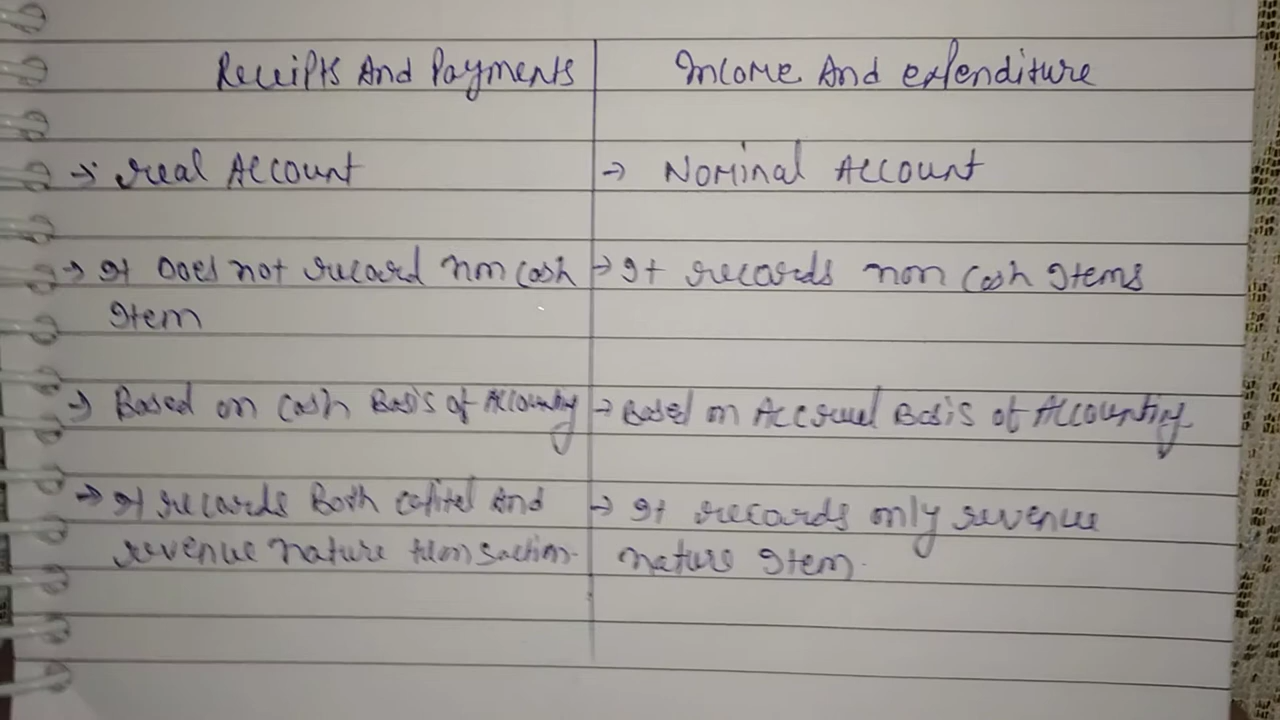 Receipts And Payments
Income And expenditure
→ real Account
→ Nominal Account
→ It Does not record non cash
Item
→ It records non cash Items
→ Based on cash Basis of Accounting
→ Based on Accrual Basis of Accounting
→ It records Both capital And
revenue nature transaction.
→ It records only revenue
nature Item.